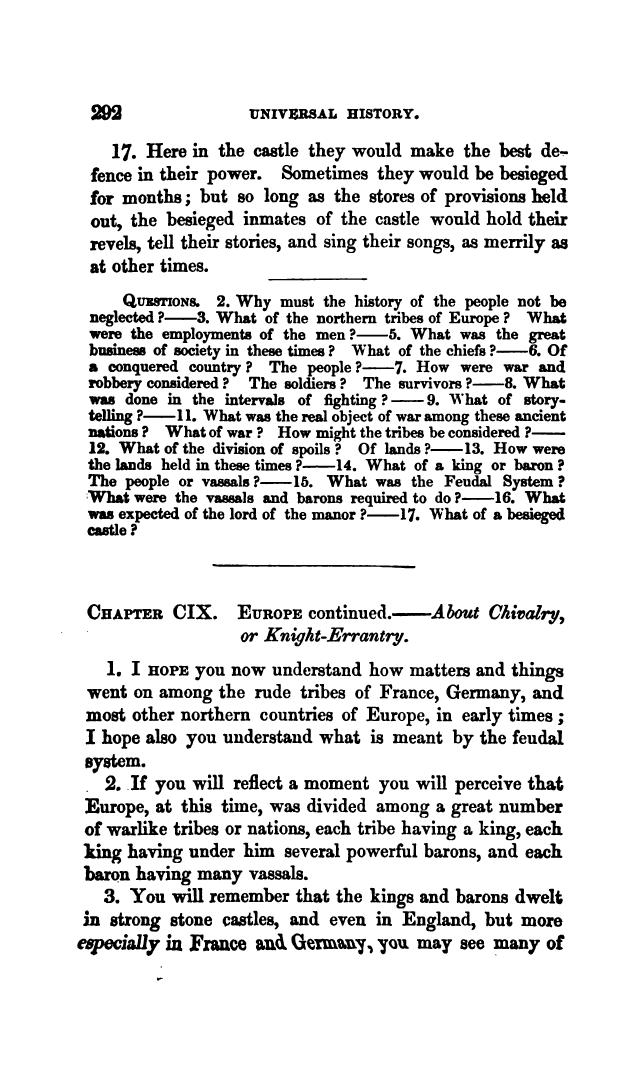 292 UNIVERSAL HISTORY.
17. Here in the castle they would make the best de-
fence in their power. Sometimes they would be besieged
for months; but so long as the stores of provisions held
out, the besieged inmates of the castle would hold their
revels, tell their stories, and sing their songs, as merrily as
at other times.
QUESTIONS. 2. Why must the history of the people not be
neglected?——3. What of the northern tribes of Europe? What
were the employments of the men?——5. What was the great
business of society in these times? What of the chiefs?——6. Of
a conquered country? The people?——7. How were war and
robbery considered? The soldiers? The survivors?——8. What
was done in the intervals of fighting?——9. What of story-
telling?——11. What was the real object of war among these ancient
nations? What of war? How might the tribes be considered?——
12. What of the division of spoils? Of lands?——13. How were
the lands held in these times?——14. What of a king or baron?
The people or vassals?——15. What was the Feudal System?
What were the vassals and barons required to do?——16. What
was expected of the lord of the manor?——17. What of a besieged
castle?
CHAPTER CIX. EUROPE continued.——About Chivalry,
or Knight-Errantry.
1. I HOPE you now understand how matters and things
went on among the rude tribes of France, Germany, and
most other northern countries of Europe, in early times;
I hope also you understand what is meant by the feudal
system.
2. If you will reflect a moment you will perceive that
Europe, at this time, was divided among a great number
of warlike tribes or nations, each tribe having a king, each
king having under him several powerful barons, and each
baron having many vassals.
3. You will remember that the kings and barons dwelt
in strong stone castles, and even in England, but more
especially in France and Germany, you may see many of